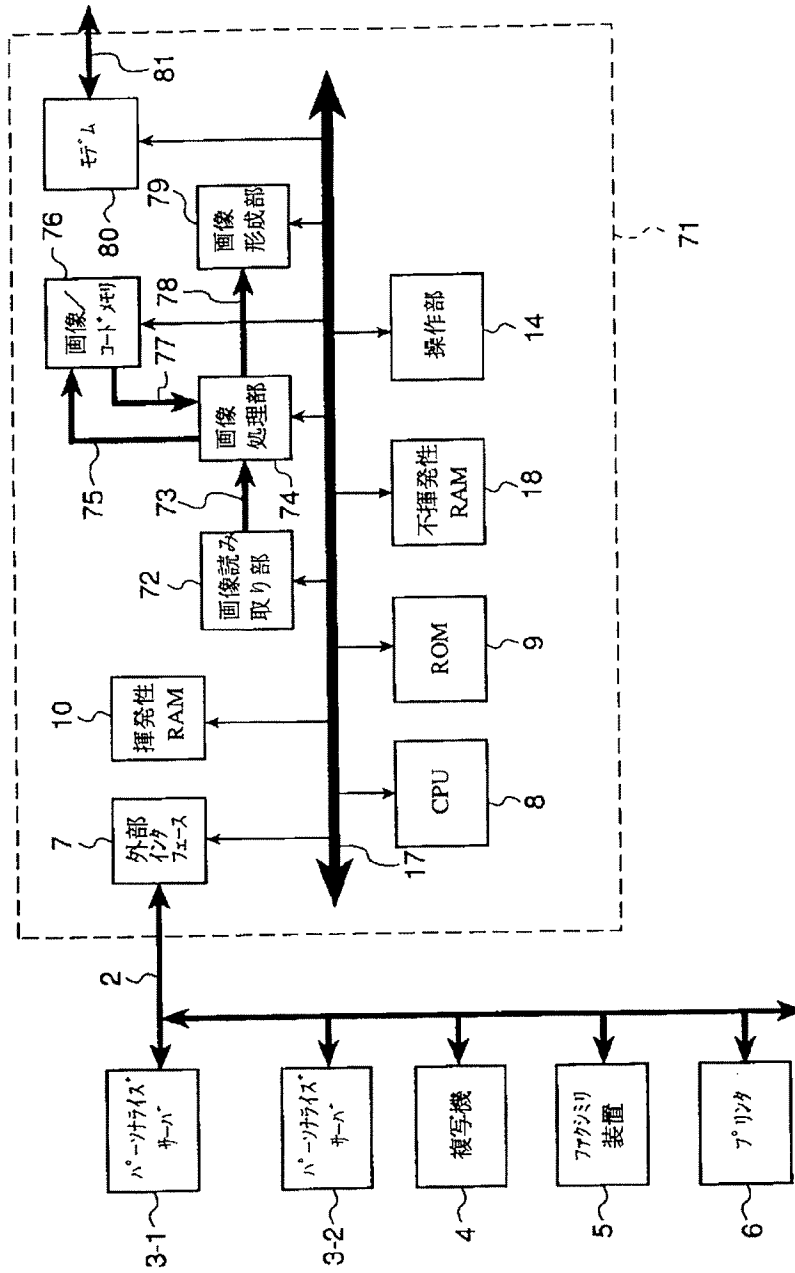 3-1
パーソナライズ
サーバ
3-2
パーソナライズ
サーバ
4
複写機
5
ファクシミリ
装置
6
プリンタ
2
7
外部
インタ
フェース
10
揮発性
RAM
72
画像読み
取り部
73
74
画像
処理部
75
76
画像/
コードメモリ
77
78
79
画像
形成部
80
モデム
81
17
CPU
8
ROM
9
不揮発性
RAM
18
操作部
14
71